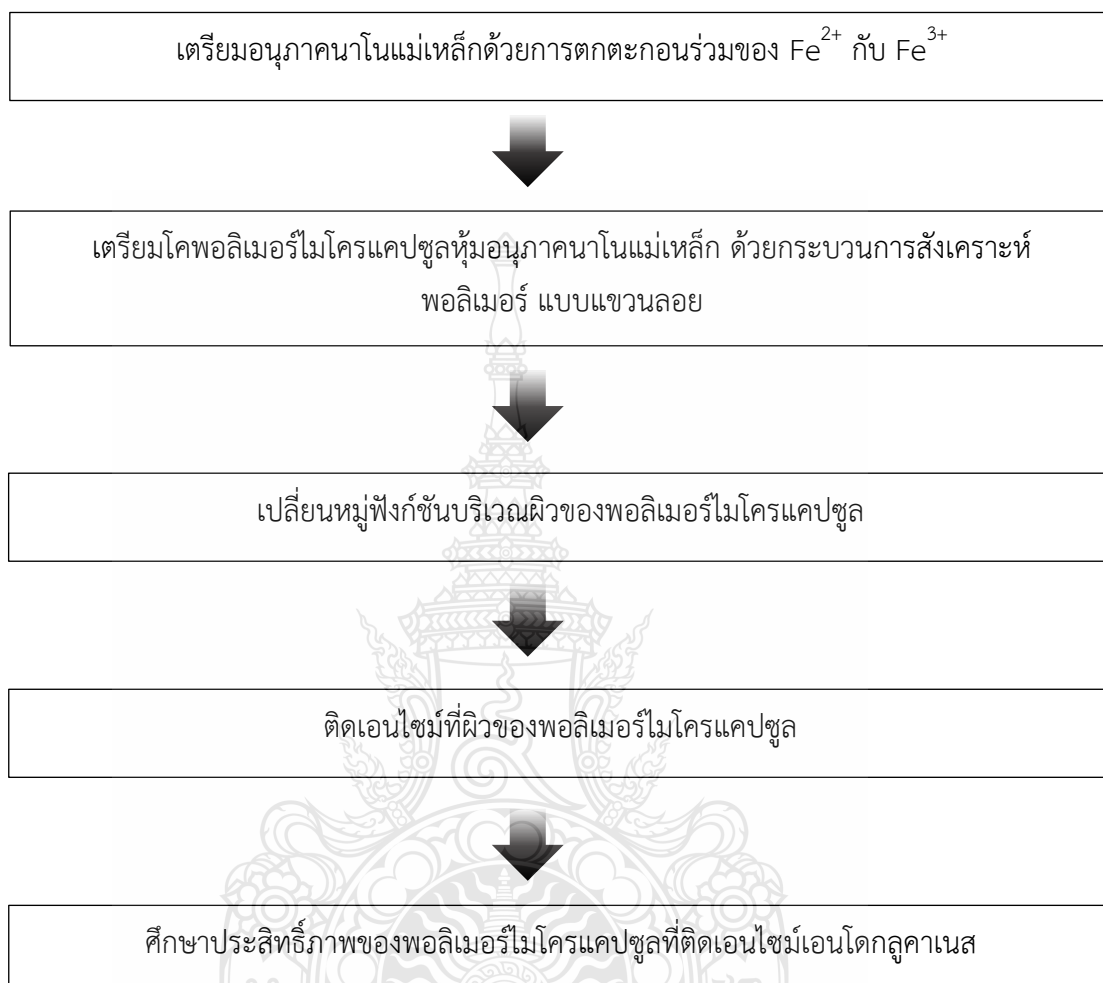 เตรียมอนุภาคนาโนแม่เหล็กด้วยการตกตะกอนร่วมของ Fe²⁺ กับ Fe³⁺
เตรียมโคพอลิเมอร์ไมโครแคปซูลหุ้มอนุภาคนาโนแม่เหล็ก ด้วยกระบวนการสังเคราะห์
พอลิเมอร์ แบบแขวนลอย
เปลี่ยนหมู่ฟังก์ชันบริเวณผิวของพอลิเมอร์ไมโครแคปซูล
ติดเอนไซม์ที่ผิวของพอลิเมอร์ไมโครแคปซูล
ศึกษาประสิทธิ์ภาพของพอลิเมอร์ไมโครแคปซูลที่ติดเอนไซม์เอนโดกลูคาเนส